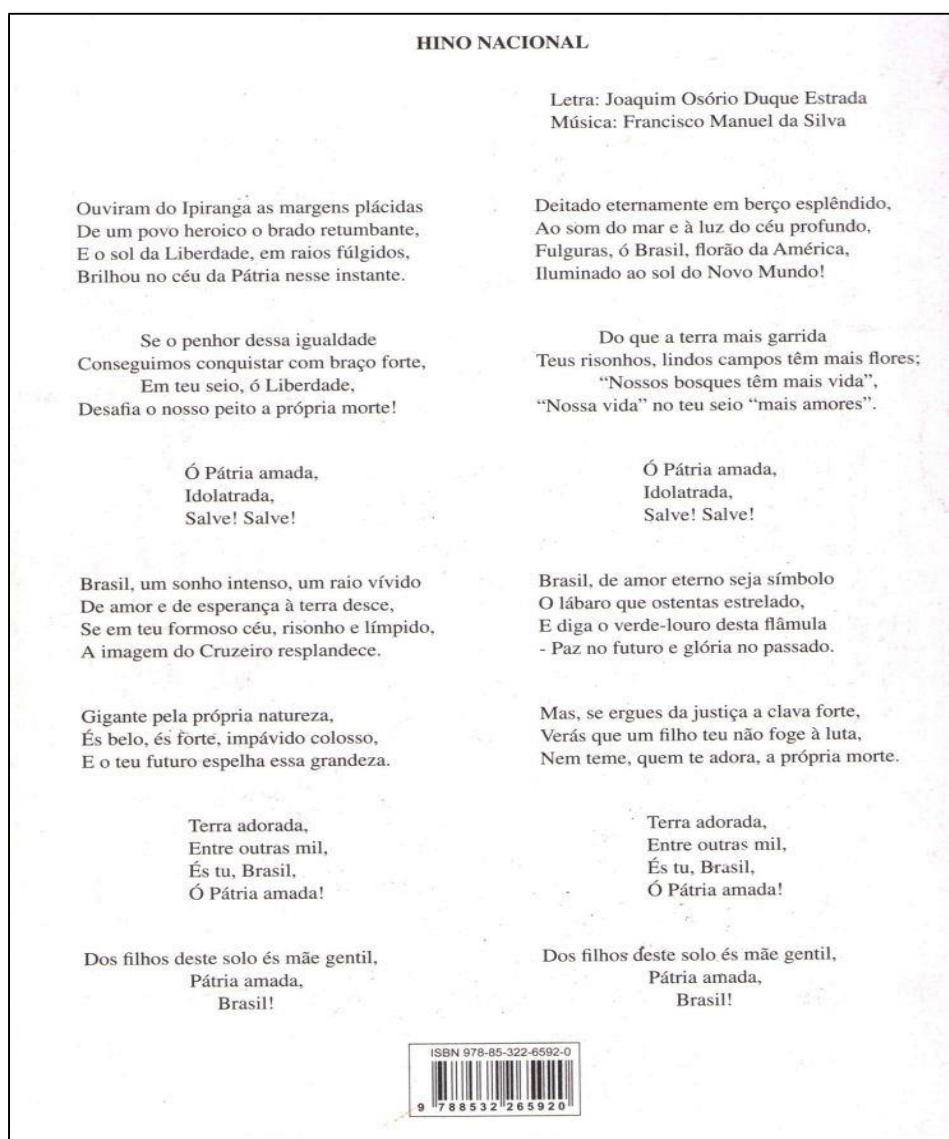 HINO NACIONAL
Letra: Joaquim Osório Duque Estrada
Música: Francisco Manuel da Silva
Ouviram do Ipiranga as margens plácidas
De um povo heroico o brado retumbante,
E o sol da Liberdade, em raios fúlgidos,
Brilhou no céu da Pátria nesse instante.
Se o penhor dessa igualdade
Conseguimos conquistar com braço forte,
Em teu seio, ó Liberdade,
Desafia o nosso peito a própria morte!
Ó Pátria amada,
Idolatrada,
Salve! Salve!
Brasil, um sonho intenso, um raio vívido
De amor e de esperança à terra desce,
Se em teu formoso céu, risonho e límpido,
A imagem do Cruzeiro resplandece.
Gigante pela própria natureza,
És belo, és forte, impávido colosso,
E o teu futuro espelha essa grandeza.
Terra adorada,
Entre outras mil,
És tu, Brasil,
Ó Pátria amada!
Dos filhos deste solo és mãe gentil,
Pátria amada,
Brasil!
Deitado eternamente em berço esplêndido,
Ao som do mar e à luz do céu profundo,
Fulguras, ó Brasil, florão da América,
Iluminado ao sol do Novo Mundo!
Do que a terra mais garrida
Teus risonhos, lindos campos têm mais flores;
“Nossos bosques têm mais vida”,
“Nossa vida” no teu seio “mais amores”.
Ó Pátria amada,
Idolatrada,
Salve! Salve!
Brasil, de amor eterno seja símbolo
O lábaro que ostentas estrelado,
E diga o verde-louro desta flâmula
- Paz no futuro e glória no passado.
Mas, se ergues da justiça a clava forte,
Verás que um filho teu não foge à luta,
Nem teme, quem te adora, a própria morte.
Terra adorada,
Entre outras mil,
És tu, Brasil,
Ó Pátria amada!
Dos filhos deste solo és mãe gentil,
Pátria amada,
Brasil!
ISBN 978-85-322-6592-0
9 788532 265920